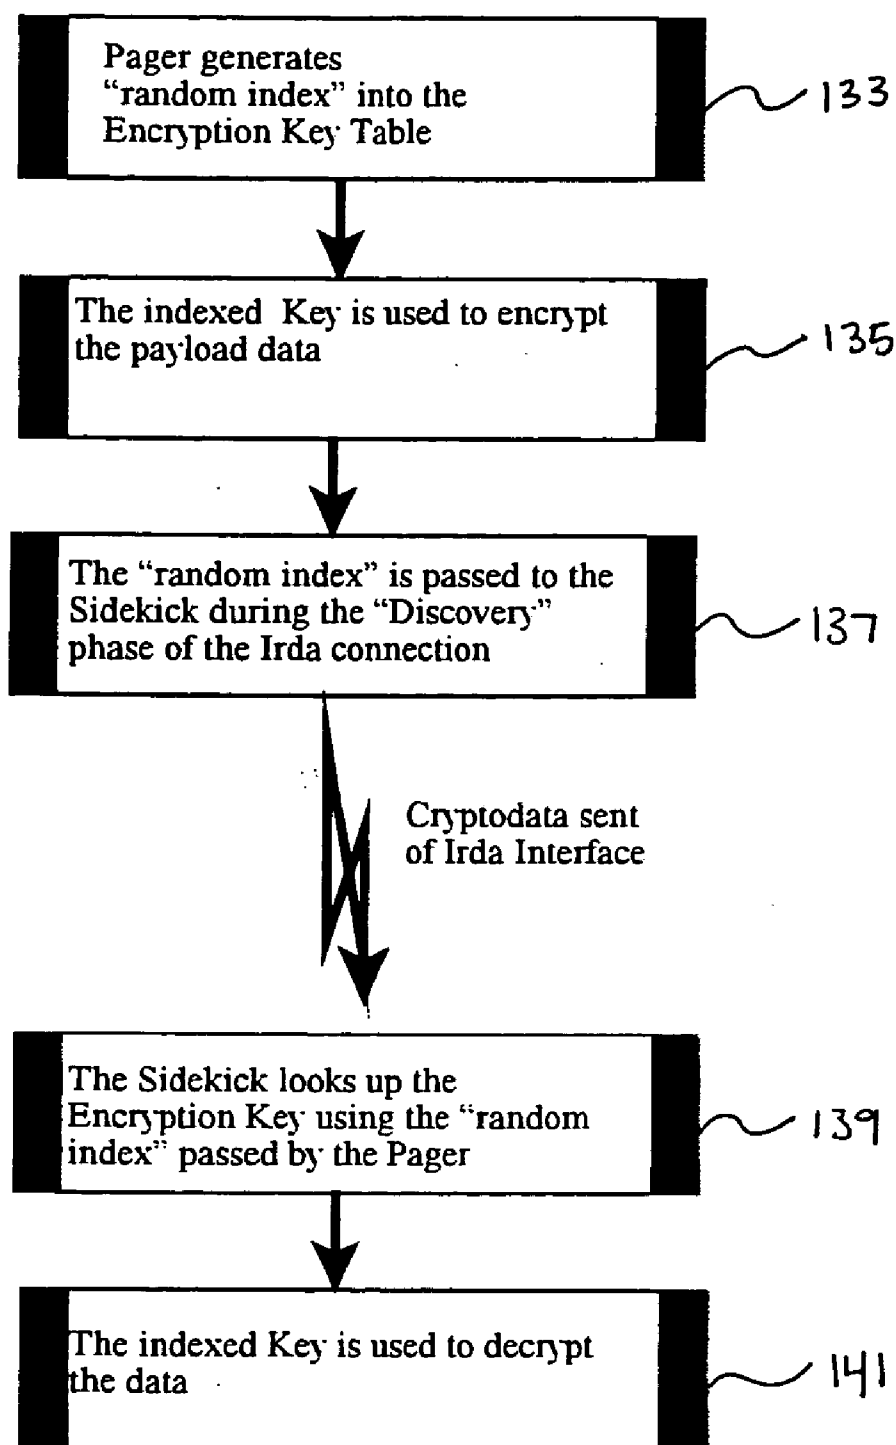 Pager generates
“random index” into the
Encryption Key Table
133
The indexed Key is used to encrypt
the payload data
135
The “random index” is passed to the
Sidekick during the “Discovery”
phase of the Irda connection
137
Cryptodata sent
of Irda Interface
The Sidekick looks up the
Encryption Key using the “random
index” passed by the Pager
139
The indexed Key is used to decrypt
the data
141